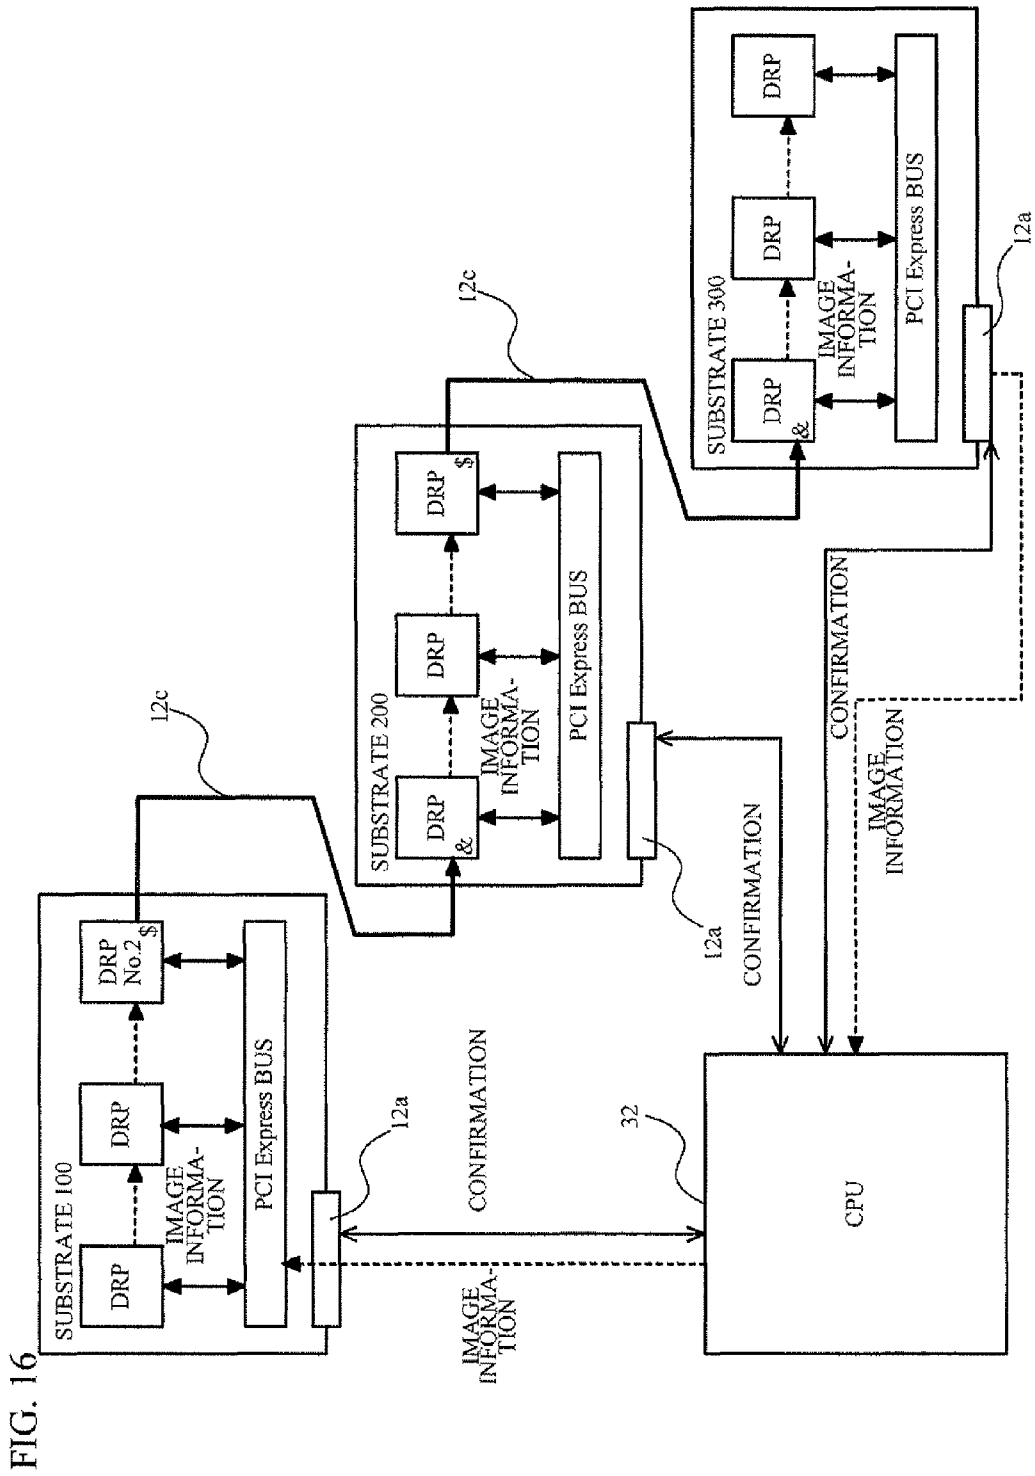 FIG. 16
SUBSTRATE 100
DRP
DRP
DRP
No.2
$
IMAGE
INFORMA-
TION
PCI Express BUS
12a
12c
SUBSTRATE 200
DRP
&
DRP
DRP
$
IMAGE
INFORMA-
TION
PCI Express BUS
12a
12c
SUBSTRATE 300
DRP
&
DRP
DRP
IMAGE
INFORMA-
TION
PCI Express BUS
12a
IMAGE
INFORMA-
TION
CONFIRMATION
CONFIRMATION
CONFIRMATION
IMAGE
INFORMATION
32
CPU